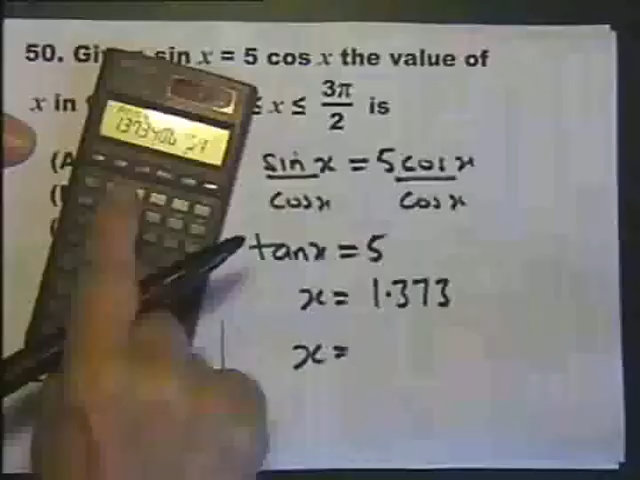 50. Gi sin x = 5 cos x the value of
x in ≤ x ≤ 3π/2 is
(A
sin x = 5 cos x
cos x cos x
tan x = 5
x = 1.373
x =